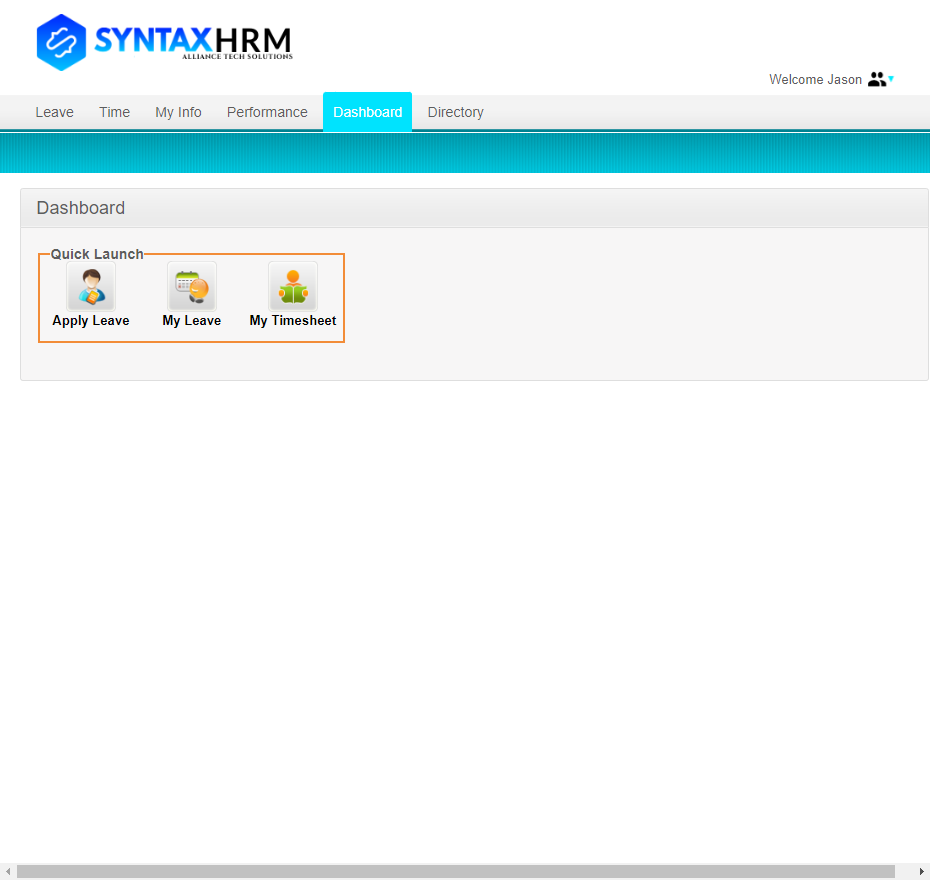 SYNTAXHRM
ALLIANCE TECH SOLUTIONS
Welcome Jason
Leave Time My Info Performance Dashboard Directory
Dashboard
Quick Launch
Apply Leave My Leave My Timesheet